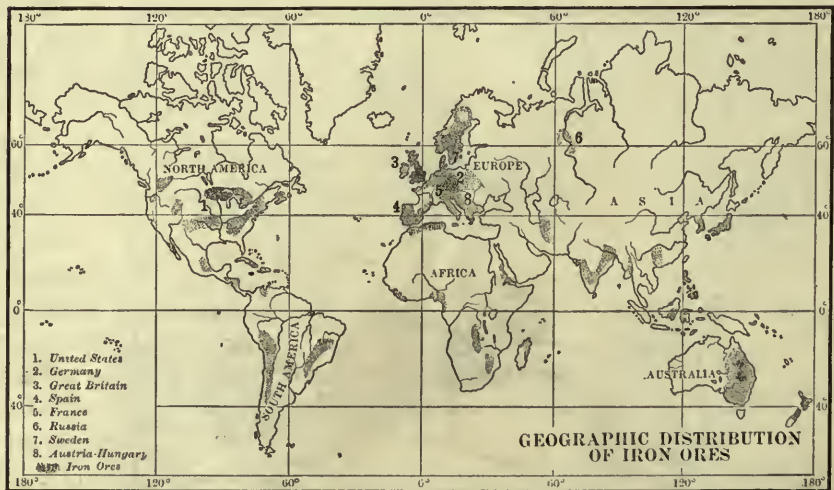 180° 120° 60° 0° 60° 120° 180°
60° 60°
NORTH AMERICA
EUROPE
ASIA
3
6
2
5
1
8
4
40° 40°
AFRICA
0° 0°
SOUTH AMERICA
AUSTRALIA
40° 40°
1. United States
2. Germany
3. Great Britain
4. Spain
5. France
6. Russia
7. Sweden
8. Austria-Hungary
Iron Ores
GEOGRAPHIC DISTRIBUTION
OF IRON ORES
120° 60° 0° 60° 120° 180°